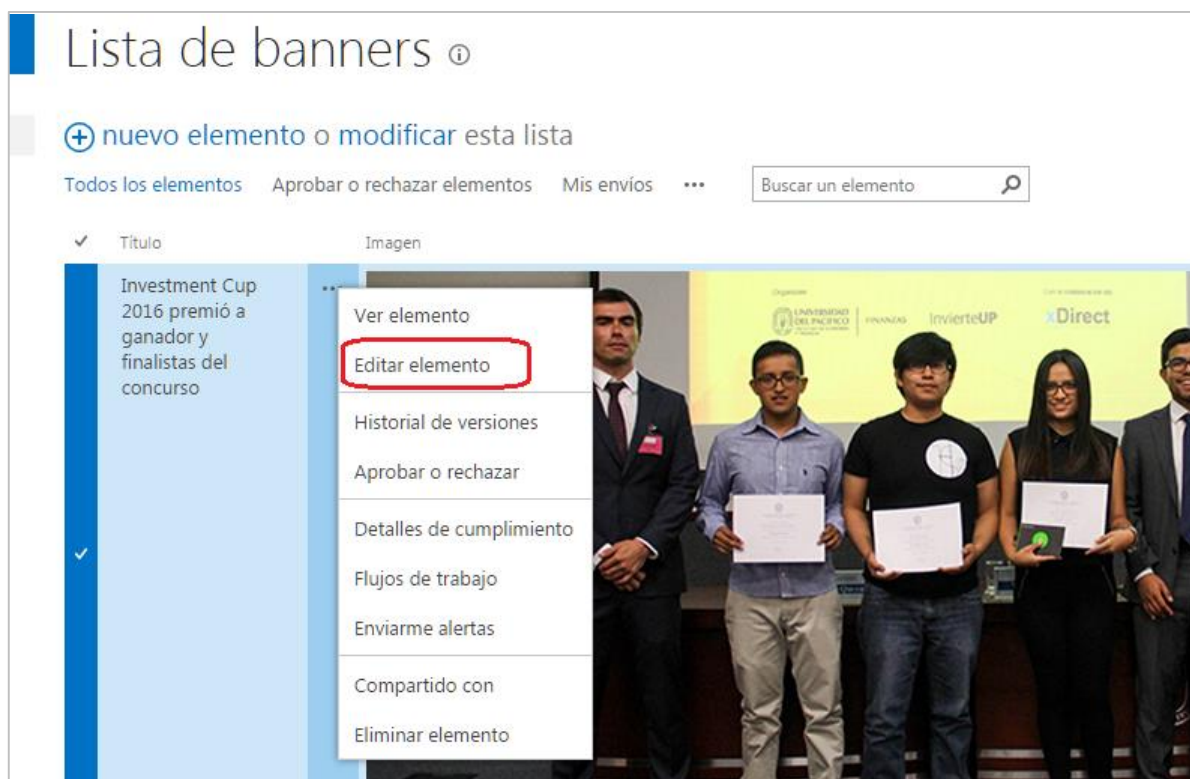 Lista de banners
nuevo elemento o modificar esta lista
Todos los elementos Aprobar o rechazar elementos Mis envíos ... Buscar un elemento
Título Imagen
Investment Cup
2016 premió a
ganador y
finalistas del
concurso
...
Ver elemento
Editar elemento
Historial de versiones
Aprobar o rechazar
Detalles de cumplimiento
Flujos de trabajo
Enviarme alertas
Compartido con
Eliminar elemento
UNIVERSIDAD
DEL PACÍFICO
FINANZAS
InvierteUP
xDirect